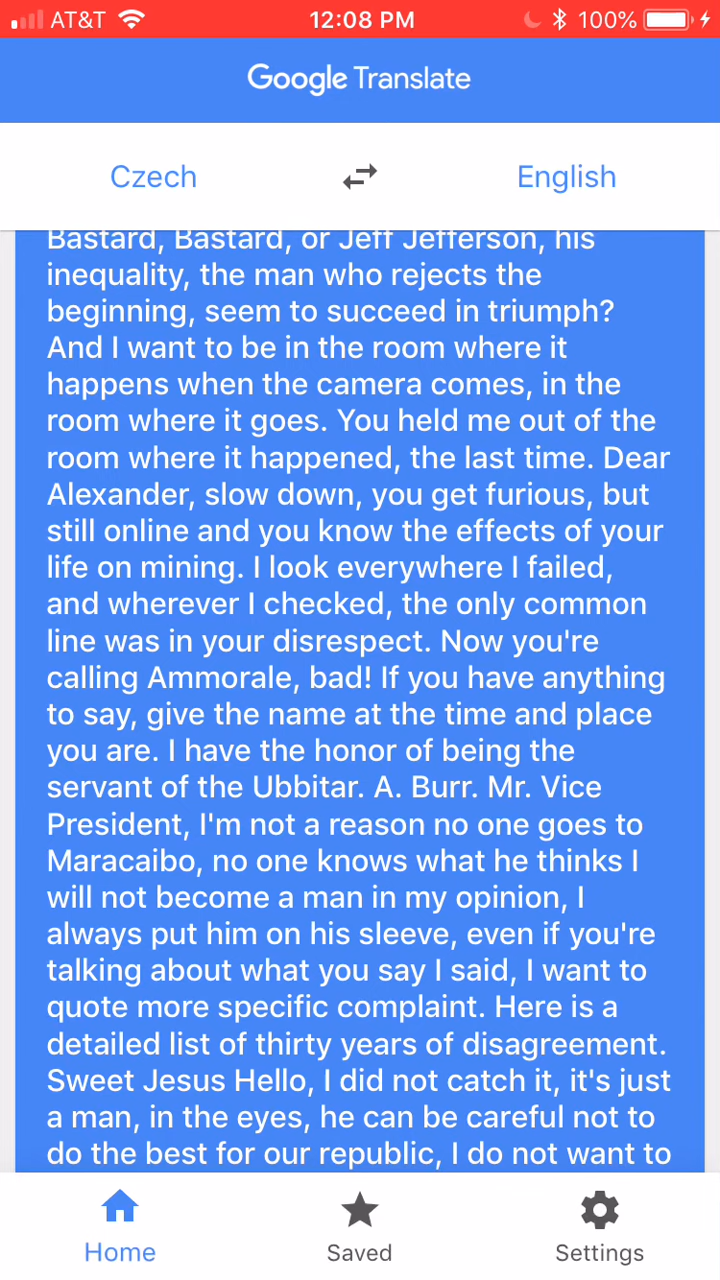 AT&T 12:08 PM 100%
Google Translate
Czech English
Bastard, Bastard, or Jeff Jefferson, his
inequality, the man who rejects the
beginning, seem to succeed in triumph?
And I want to be in the room where it
happens when the camera comes, in the
room where it goes. You held me out of the
room where it happened, the last time. Dear
Alexander, slow down, you get furious, but
still online and you know the effects of your
life on mining. I look everywhere I failed,
and wherever I checked, the only common
line was in your disrespect. Now you're
calling Ammorale, bad! If you have anything
to say, give the name at the time and place
you are. I have the honor of being the
servant of the Ubbitar. A. Burr. Mr. Vice
President, I'm not a reason no one goes to
Maracaibo, no one knows what he thinks I
will not become a man in my opinion, I
always put him on his sleeve, even if you're
talking about what you say I said, I want to
quote more specific complaint. Here is a
detailed list of thirty years of disagreement.
Sweet Jesus Hello, I did not catch it, it's just
a man, in the eyes, he can be careful not to
do the best for our republic, I do not want to
Home Saved Settings